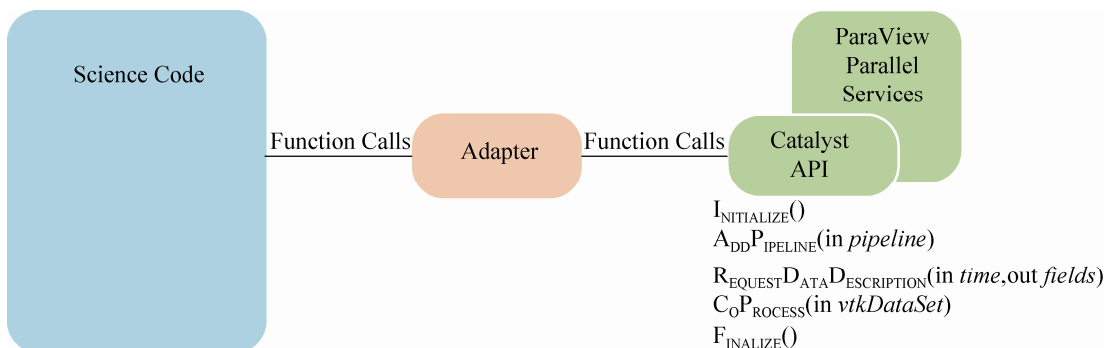 Science Code
Function Calls
Adapter
Function Calls
ParaView
Parallel
Services
Catalyst
API
INITIALIZE()
ADDPIPELINE(in pipeline)
REQUESTDATADESCRIPTION(in time,out fields)
COPROCESS(in vtkDataSet)
FINALIZE()